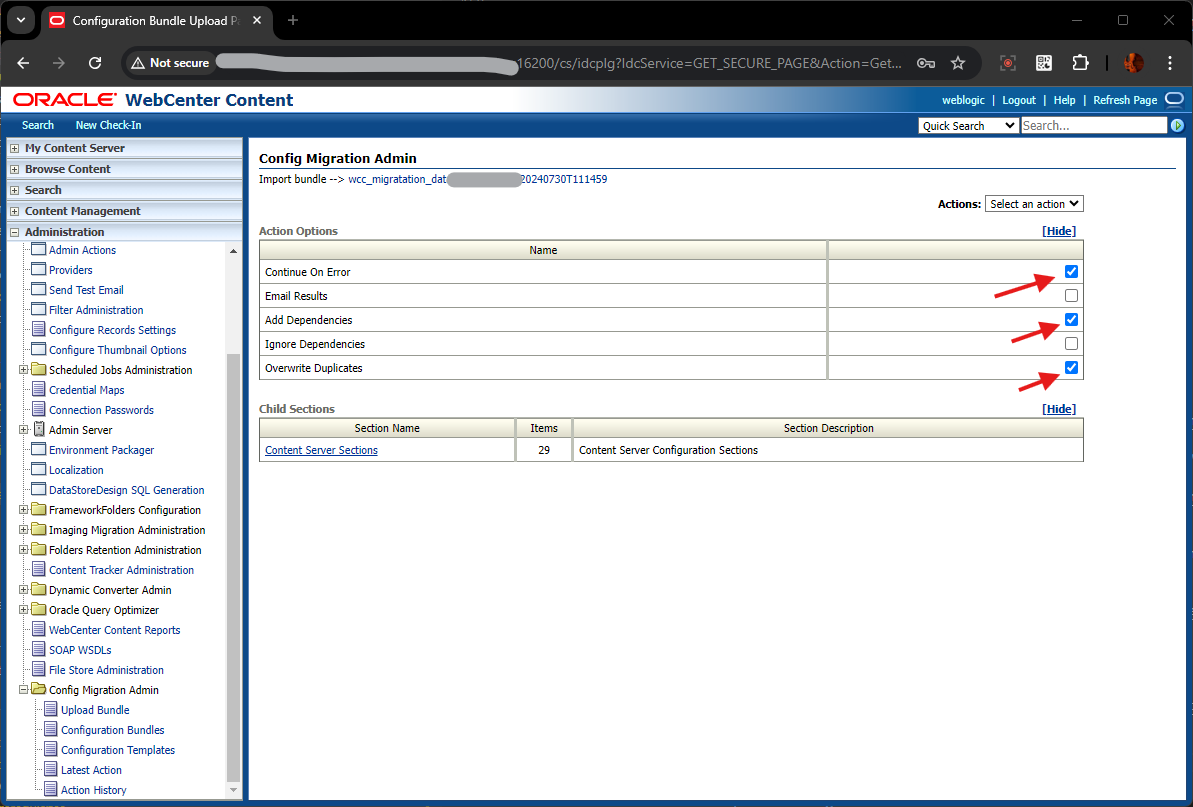 Configuration Bundle Upload P
Not secure
16200/cs/idcplg?IdcService=GET_SECURE_PAGE&Action=Get...
ORACLE WebCenter Content
weblogic | Logout | Help | Refresh Page
Search New Check-In
Quick Search Search...
My Content Server
Browse Content
Search
Content Management
Administration
Admin Actions
Providers
Send Test Email
Filter Administration
Configure Records Settings
Configure Thumbnail Options
Scheduled Jobs Administration
Credential Maps
Connection Passwords
Admin Server
Environment Packager
Localization
DataStoreDesign SQL Generation
FrameworkFolders Configuration
Imaging Migration Administration
Folders Retention Administration
Content Tracker Administration
Dynamic Converter Admin
Oracle Query Optimizer
WebCenter Content Reports
SOAP WSDLs
File Store Administration
Config Migration Admin
Upload Bundle
Configuration Bundles
Configuration Templates
Latest Action
Action History
Config Migration Admin
Import bundle --> wcc_migratation_dat 20240730T111459
Actions: Select an action
Action Options [Hide]
Name
Continue On Error
Email Results
Add Dependencies
Ignore Dependencies
Overwrite Duplicates
Child Sections [Hide]
Section Name Items Section Description
Content Server Sections 29 Content Server Configuration Sections